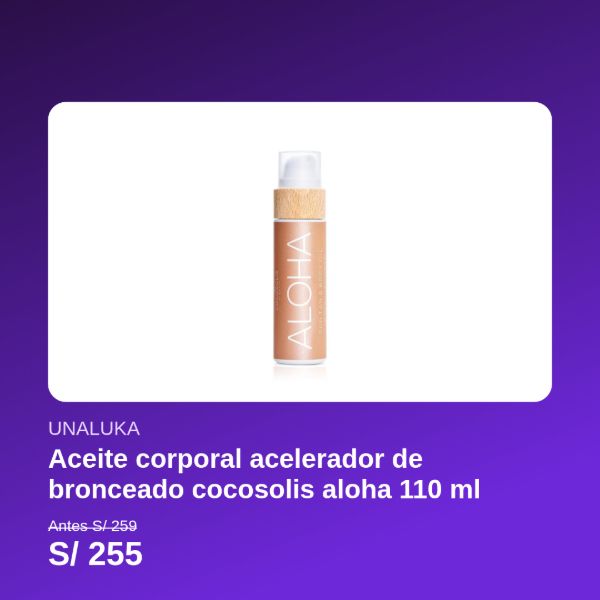 ALOHA
UNALUKA
Aceite corporal acelerador de
bronceado cocosolis aloha 110 ml
Antes S/ 259
S/ 255